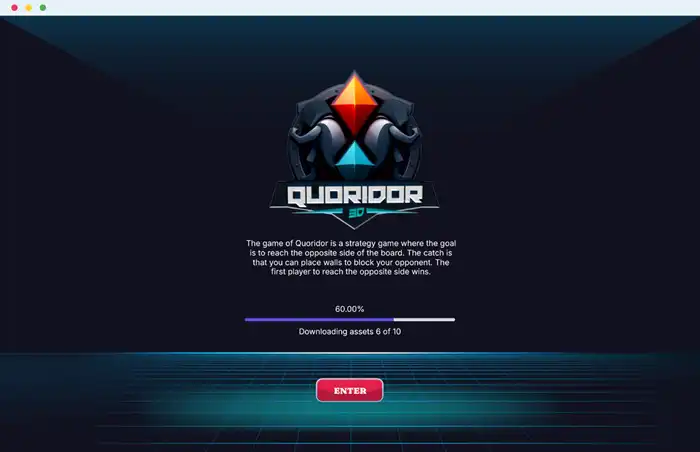 QUORIDOR
3D
The game of Quoridor is a strategy game where the goal
is to reach the opposite side of the board. The catch is
that you can place walls to block your opponent. The
first player to reach the opposite side wins.
60.00%
Downloading assets 6 of 10
ENTER